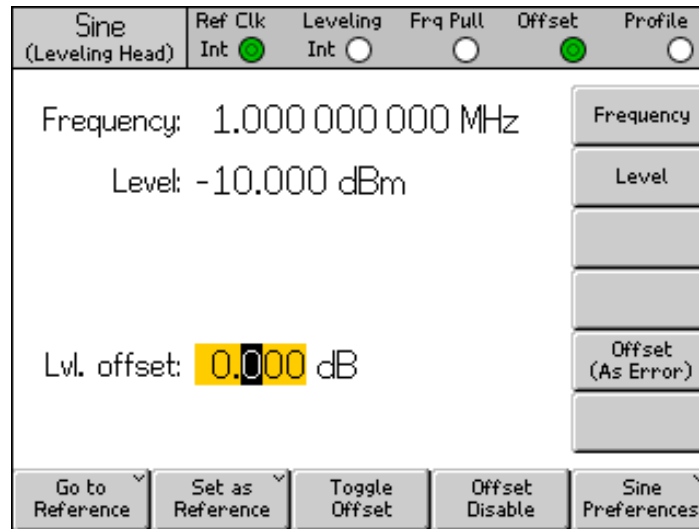 Sine
(Leveling Head)
Ref Clk
Int
Leveling
Int
Frq Pull
Offset
Profile
Frequency: 1.000 000 000 MHz
Level: -10.000 dBm
Lvl. offset: 0.000 dB
Frequency
Level
Offset
(As Error)
Go to
Reference
Set as
Reference
Toggle
Offset
Offset
Disable
Sine
Preferences